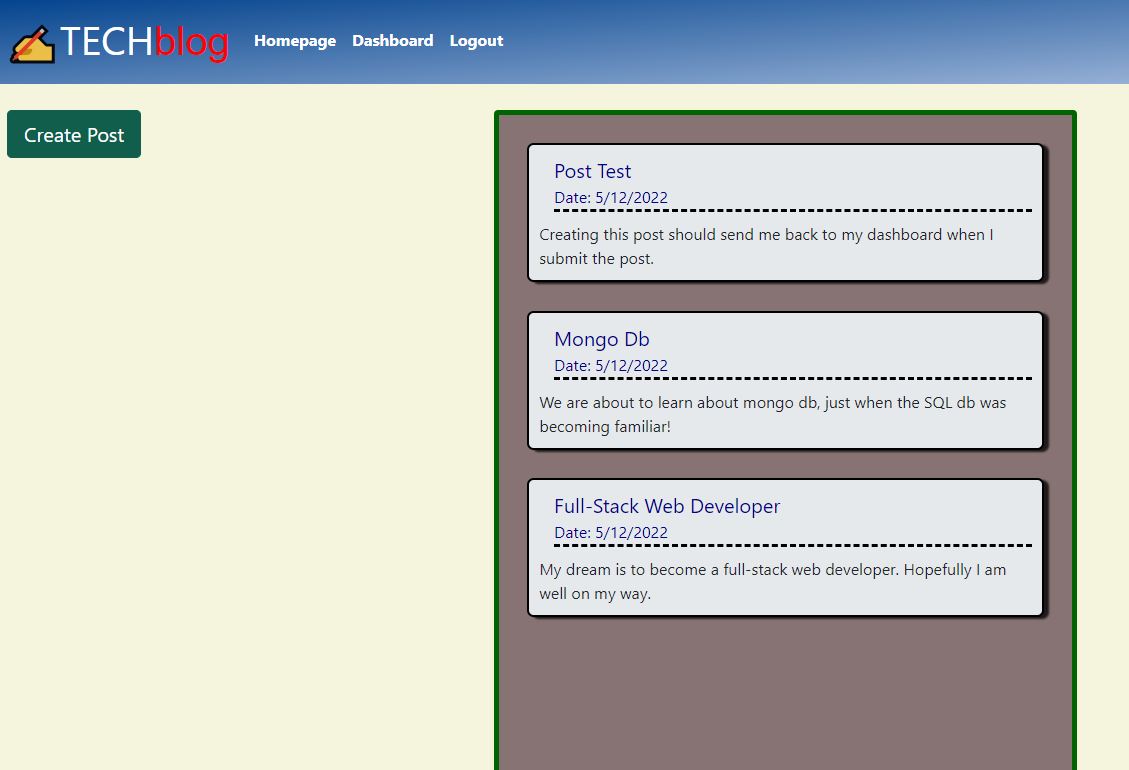 TECHblog Homepage Dashboard Logout
Create Post
Post Test
Date: 5/12/2022
Creating this post should send me back to my dashboard when I
submit the post.
Mongo Db
Date: 5/12/2022
We are about to learn about mongo db, just when the SQL db was
becoming familiar!
Full-Stack Web Developer
Date: 5/12/2022
My dream is to become a full-stack web developer. Hopefully I am
well on my way.